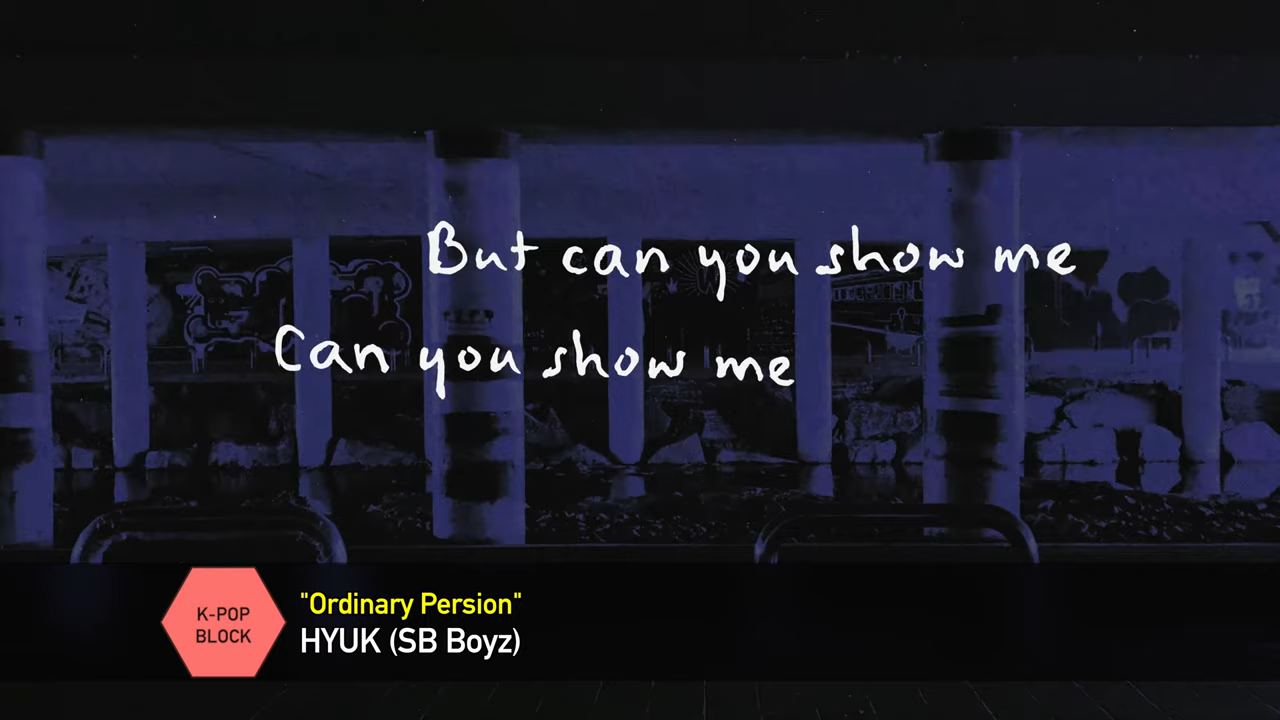 But can you show me
Can you show me
K-POP
BLOCK
"Ordinary Persion"
HYUK (SB Boyz)